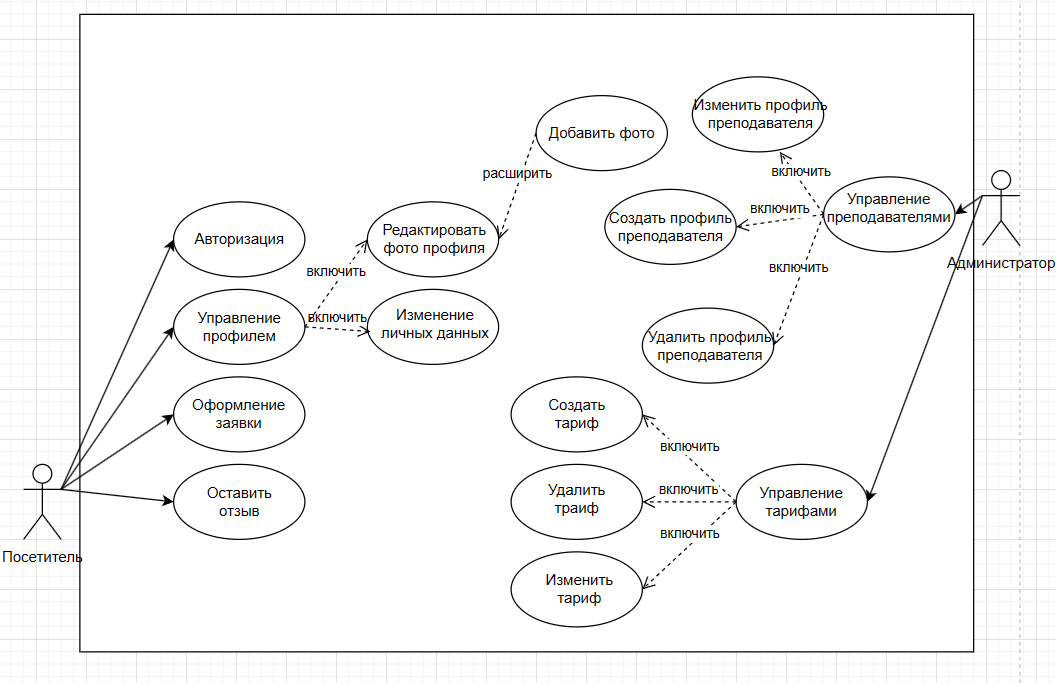 Изменить профиль
преподавателя
Добавить фото
расширить
включить
Управление
преподавателями
включить
Создать профиль
преподавателя
Редактировать
фото профиля
Авторизация
Администратор
включить
включить
Управление
профилем
включить
Изменение
личных данных
Удалить профиль
преподавателя
Оформление
заявки
Создать
тариф
включить
Оставить
отзыв
Удалить
траиф
включить
Управление
тарифами
включить
Посетитель
Изменить
тариф